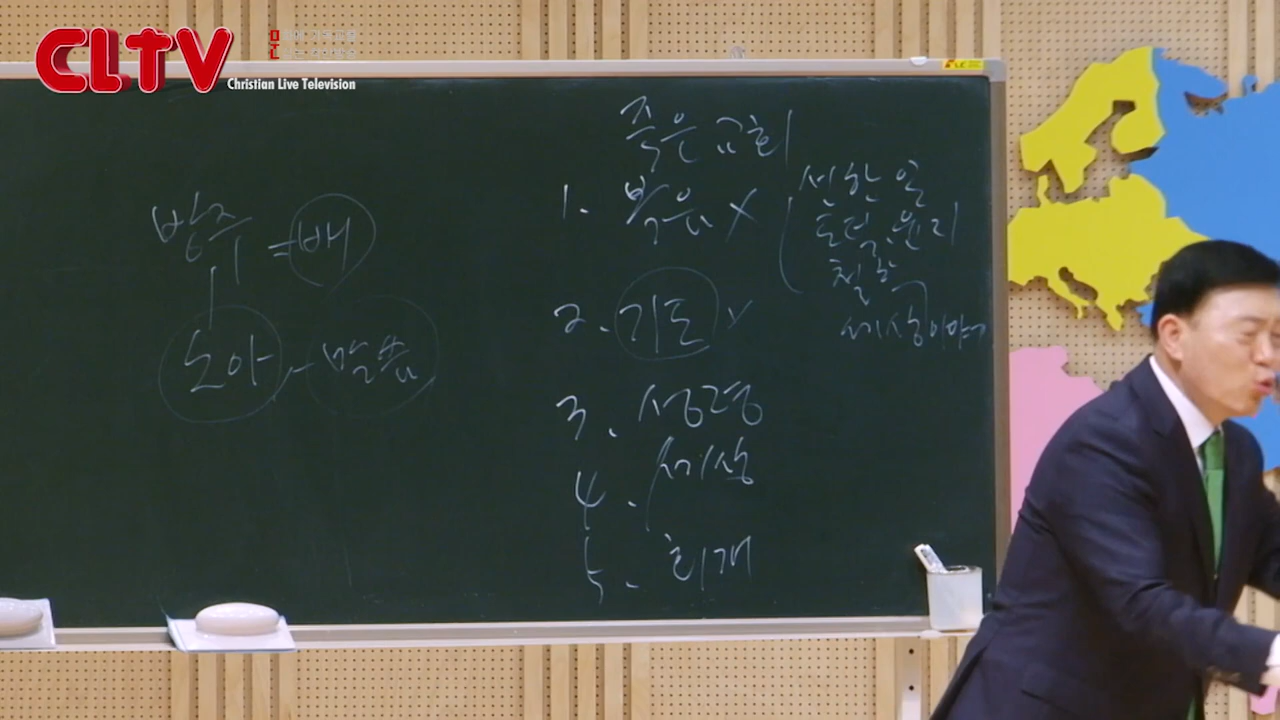 CLTV
Christian Live Television
방주 = 배
노아 - 말씀
죽은 교회
1. 복음 X
선한 일
도덕, 윤리
철학
세상이야기
2. 기도 X
3. 성령
4. 세상
5. 회개